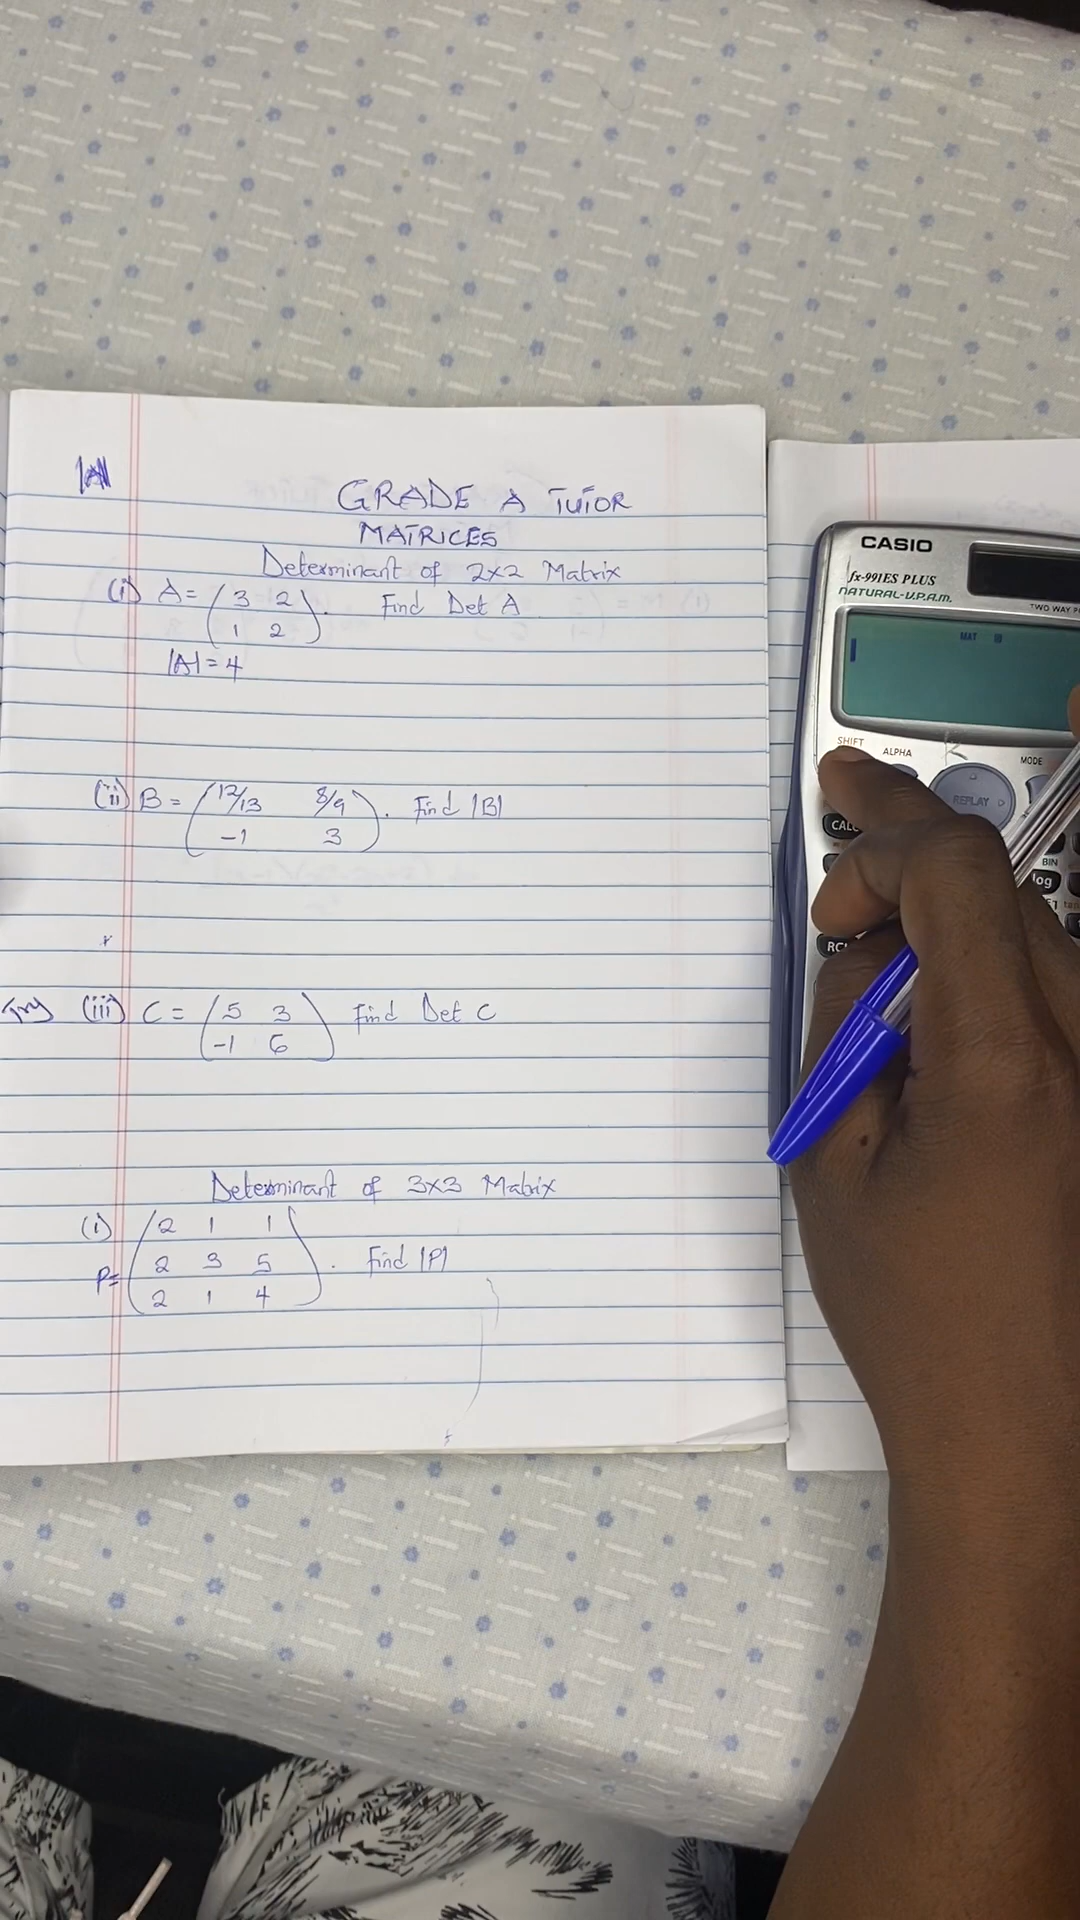 |A|
GRADE A TUTOR
MATRICES
Determinant of 2x2 Matrix
(i) A = (3 2). Find Det A
1 2
|A| = 4
(ii) B = (12/13 8/9). Find |B|
-1 3
Try (iii) C = (5 3) Find Det C
-1 6
Determinant of 3x3 Matrix
(i) 2 1 1
P = 2 3 5 . Find |P|
2 1 4
CASIO
fx-991ES PLUS
NATURAL-V.P.A.M.
TWO WAY P
MAT
SHIFT
ALPHA
MODE
REPLAY
CALC
BIN
log
RCL